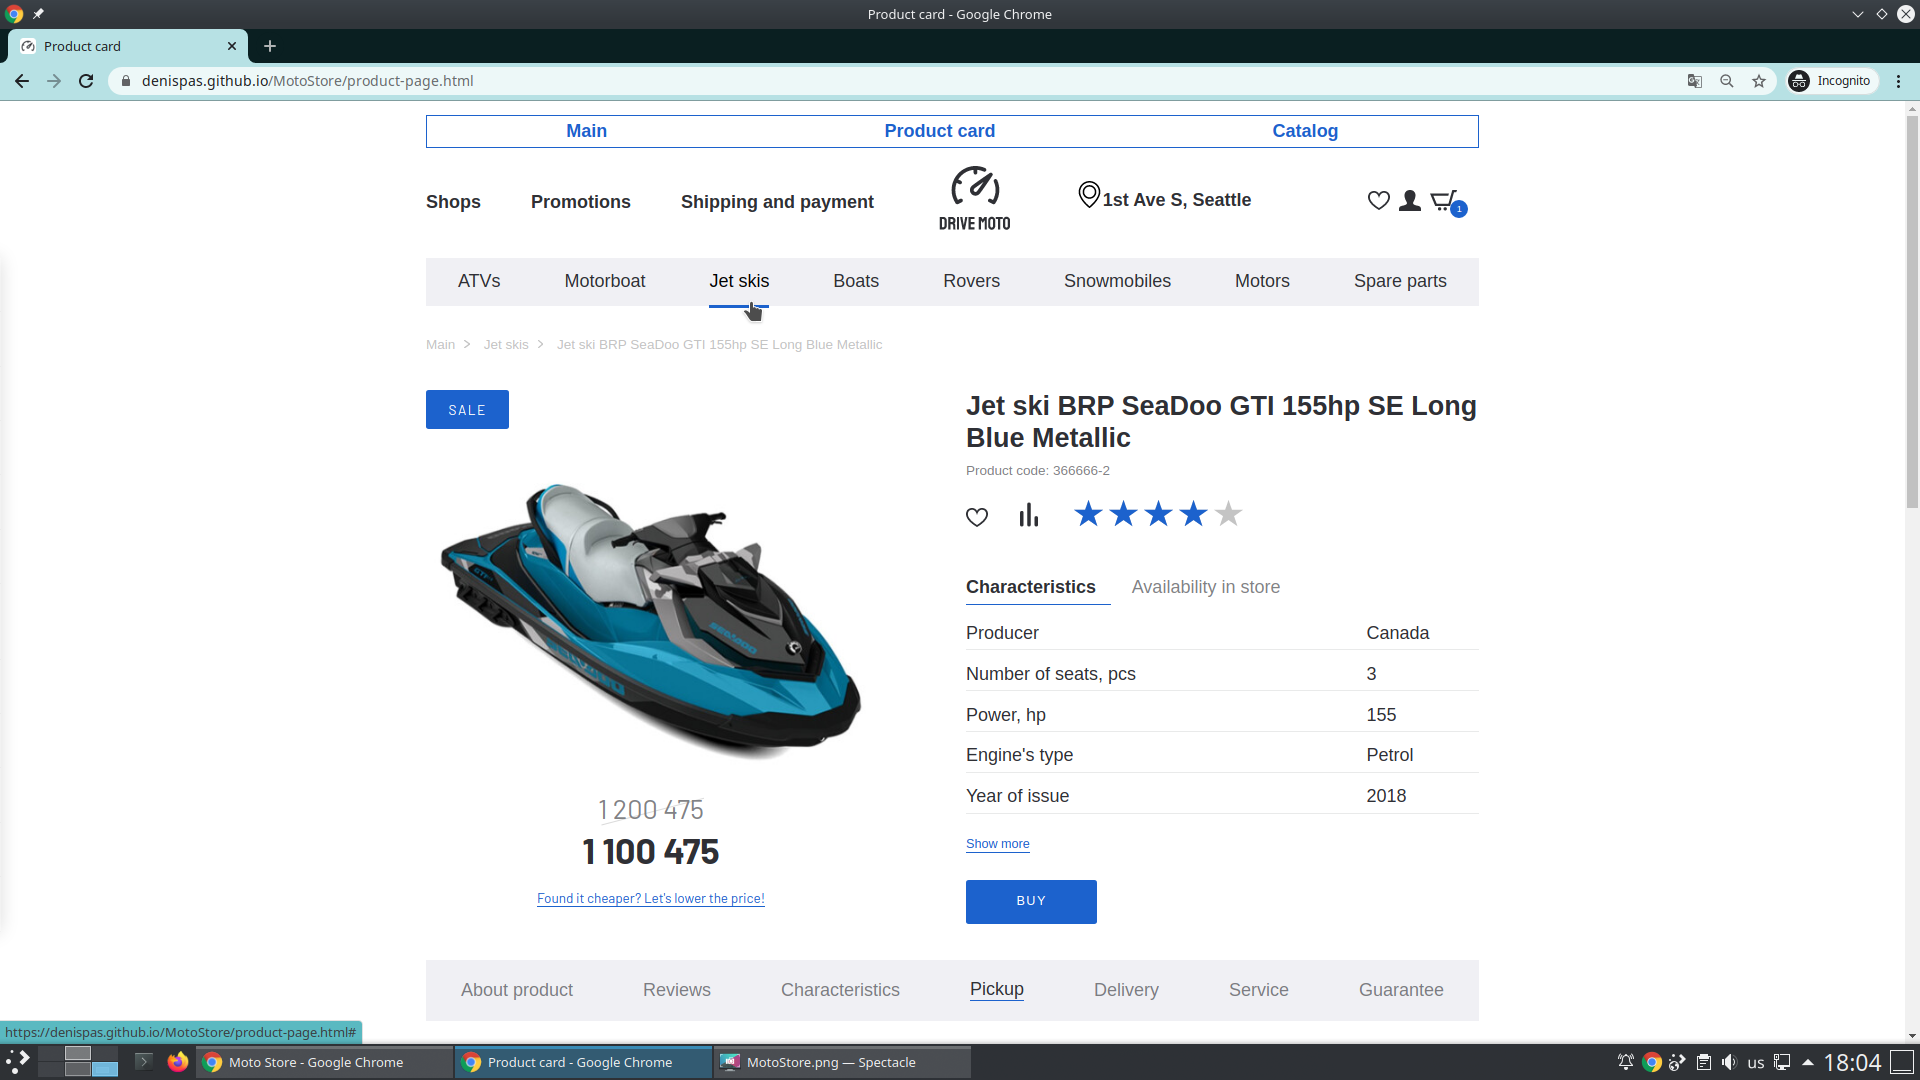 Product card - Google Chrome
Product card
denispas.github.io/MotoStore/product-page.html
Incognito
Main Product card Catalog
Shops Promotions Shipping and payment DRIVE MOTO 1st Ave S, Seattle 1
ATVs Motorboat Jet skis Boats Rovers Snowmobiles Motors Spare parts
Main > Jet skis > Jet ski BRP SeaDoo GTI 155hp SE Long Blue Metallic
SALE
Jet ski BRP SeaDoo GTI 155hp SE Long
Blue Metallic
Product code: 366666-2
SEADOO
Characteristics Availability in store
Producer Canada
Number of seats, pcs 3
Power, hp 155
Engine's type Petrol
Year of issue 2018
Show more
1 200 475
1 100 475
Found it cheaper? Let's lower the price!
BUY
About product Reviews Characteristics Pickup Delivery Service Guarantee
https://denispas.github.io/MotoStore/product-page.html#
Moto Store - Google Chrome Product card - Google Chrome MotoStore.png — Spectacle us 18:04